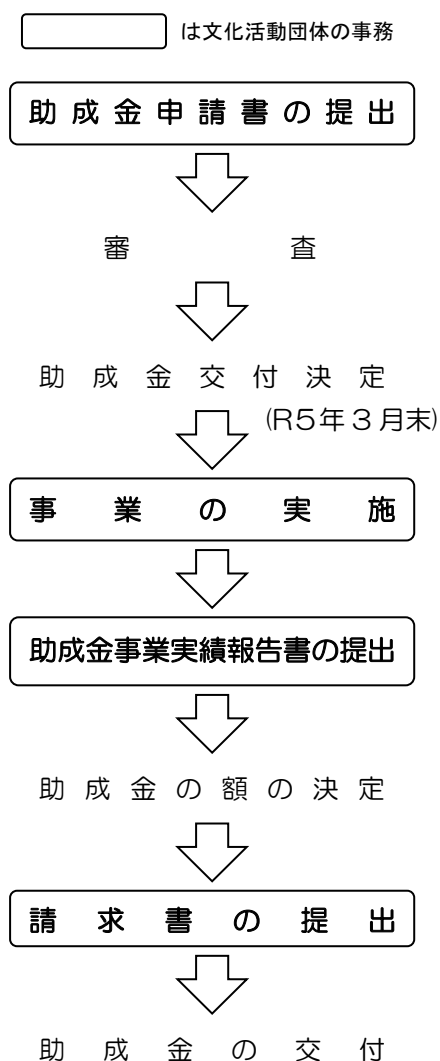 は文化活動団体の事務
助成金申請書の提出
審査
助成金交付決定
(R5年3月末)
事業の実施
助成金事業実績報告書の提出
助成金の額の決定
請求書の提出
助成金の交付